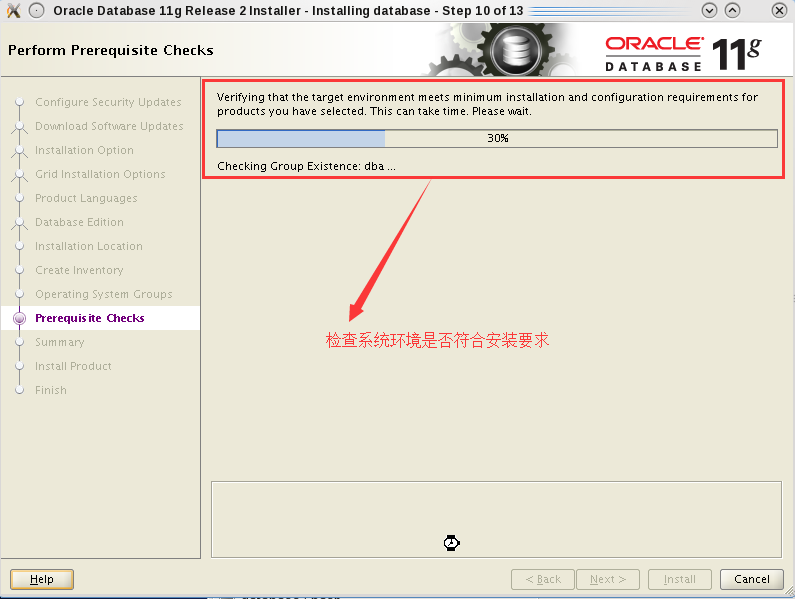 Oracle Database 11g Release 2 Installer - Installing database - Step 10 of 13
Perform Prerequisite Checks
ORACLE
DATABASE
11g
Configure Security Updates
Download Software Updates
Installation Option
Grid Installation Options
Product Languages
Database Edition
Installation Location
Create Inventory
Operating System Groups
Prerequisite Checks
Summary
Install Product
Finish
Verifying that the target environment meets minimum installation and configuration requirements for
products you have selected. This can take time. Please wait.
30%
Checking Group Existence: dba ...
检查系统环境是否符合安装要求
Help
< Back
Next >
Install
Cancel